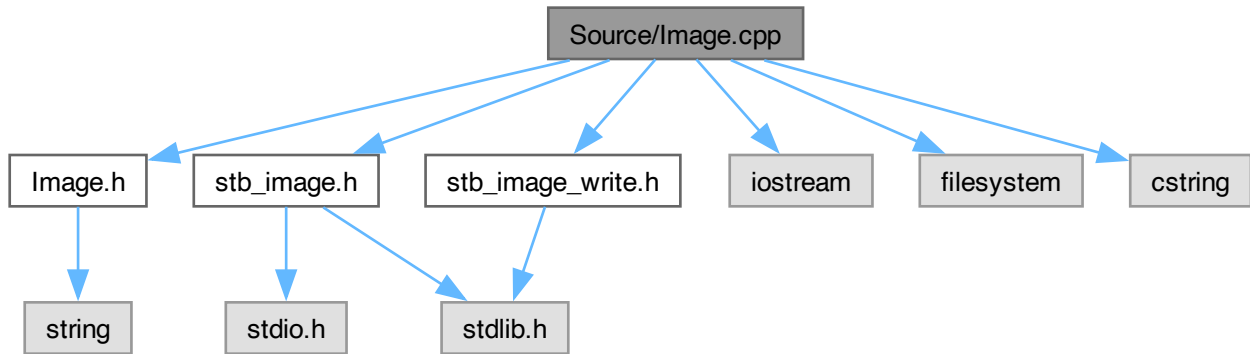 Source/Image.cpp
Image.h
stb_image.h
stb_image_write.h
iostream
filesystem
cstring
string
stdio.h
stdlib.h